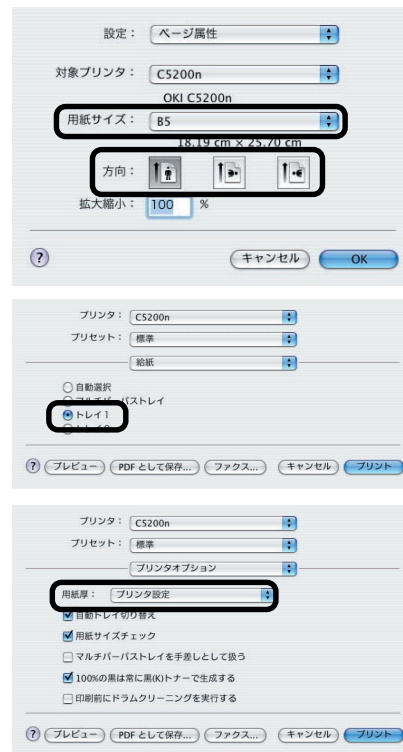 設定： ページ属性
対象プリンタ： C5200n
OKI C5200n
用紙サイズ： B5
18.19 cm × 25.70 cm
方向：
拡大縮小： 100 %
? キャンセル OK
プリンタ： C5200n
プリセット： 標準
給紙
自動選択
マルチパーパストレイ
トレイ1
? プレビュー PDF として保存... ファクス... キャンセル プリント
プリンタ： C5200n
プリセット： 標準
プリンタオプション
用紙厚： プリンタ設定
自動トレイ切り替え
用紙サイズチェック
マルチパーパストレイを手差しとして扱う
100%の黒は常に黒(K)トナーで生成する
印刷前にドラムクリーニングを実行する
? プレビュー PDF として保存... ファクス... キャンセル プリント